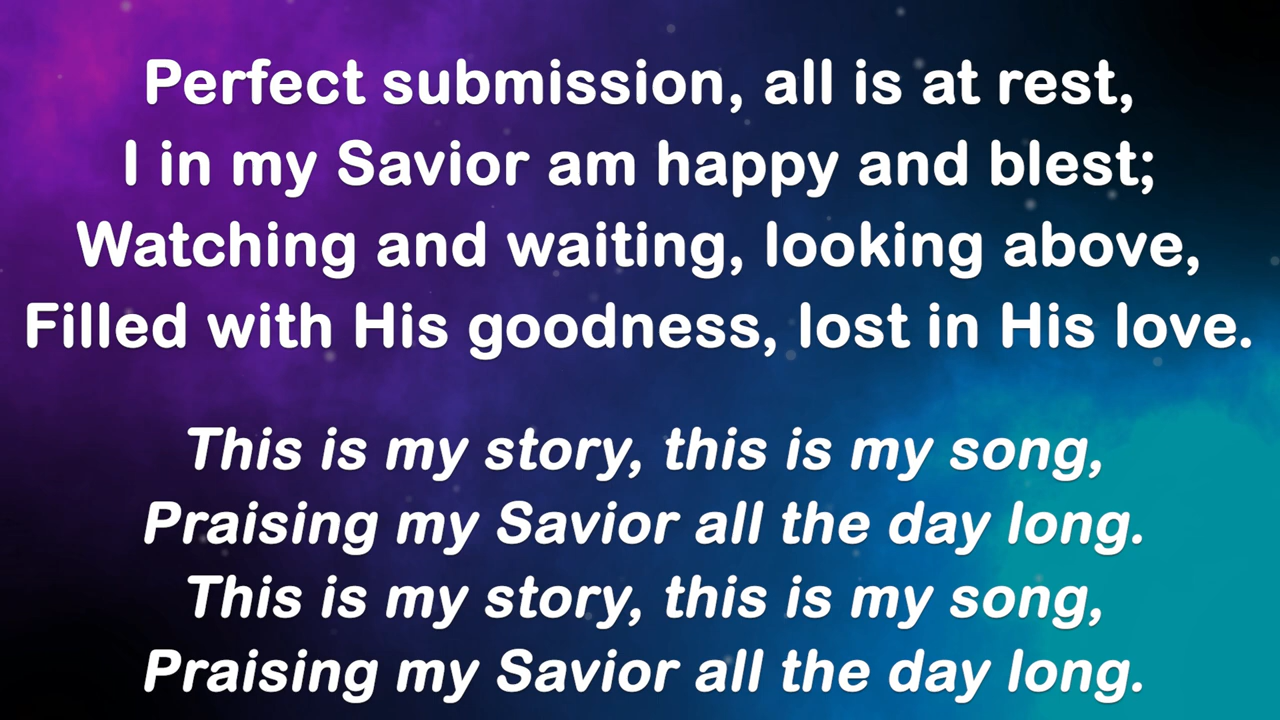 Perfect submission, all is at rest,
I in my Savior am happy and blest;
Watching and waiting, looking above,
Filled with His goodness, lost in His love.
This is my story, this is my song,
Praising my Savior all the day long.
This is my story, this is my song,
Praising my Savior all the day long.